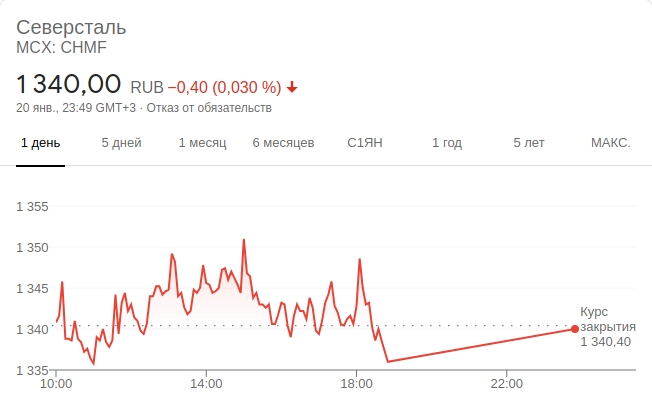 Северсталь
MCX: CHMF
1 340,00 RUB −0,40 (0,030 %)
20 янв., 23:49 GMT+3 · Отказ от обязательств
1 день 5 дней 1 месяц 6 месяцев С1ЯН 1 год 5 лет МАКС.
1 355
1 350
1 345
1 340
1 335
Курс
закрытия
1 340,40
10:00 14:00 18:00 22:00